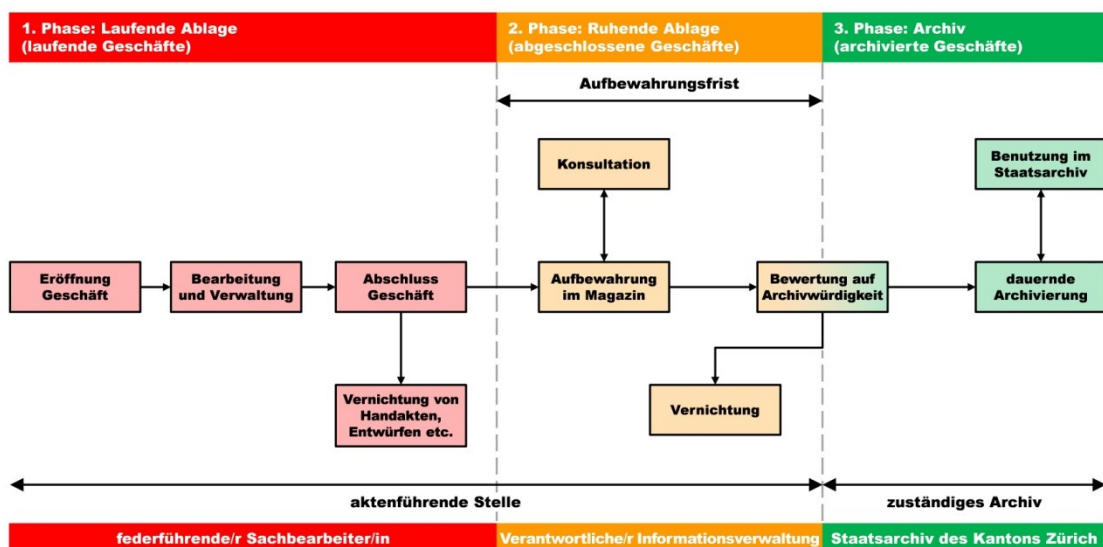 1. Phase: Laufende Ablage
(laufende Geschäfte)
2. Phase: Ruhende Ablage
(abgeschlossene Geschäfte)
3. Phase: Archiv
(archivierte Geschäfte)
Aufbewahrungsfrist
Konsultation
Benutzung im
Staatsarchiv
Eröffnung
Geschäft
Bearbeitung
und Verwaltung
Abschluss
Geschäft
Aufbewahrung
im Magazin
Bewertung auf
Archivwürdigkeit
dauernde
Archivierung
Vernichtung von
Handakten,
Entwürfen etc.
Vernichtung
aktenführende Stelle
zuständiges Archiv
federführende/r Sachbearbeiter/in
Verantwortliche/r Informationsverwaltung
Staatsarchiv des Kantons Zürich